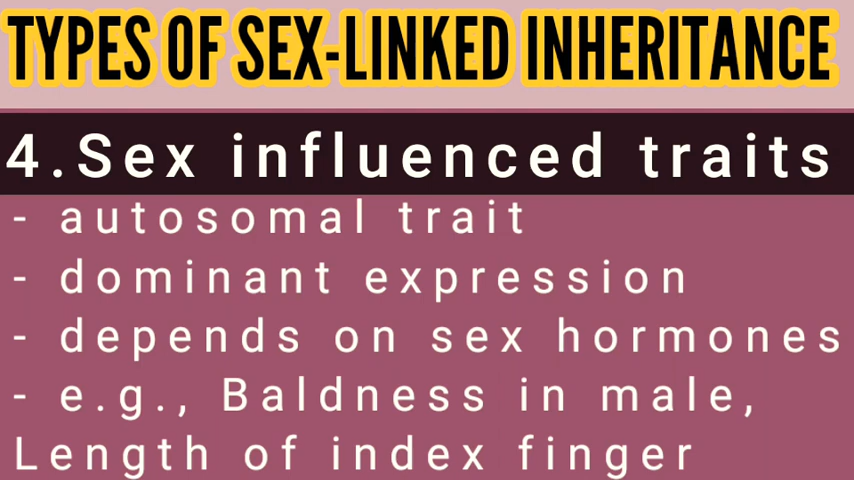 TYPES OF SEX-LINKED INHERITANCE
4.Sex influenced traits
- autosomal trait
- dominant expression
- depends on sex hormones
- e.g., Baldness in male,
Length of index finger